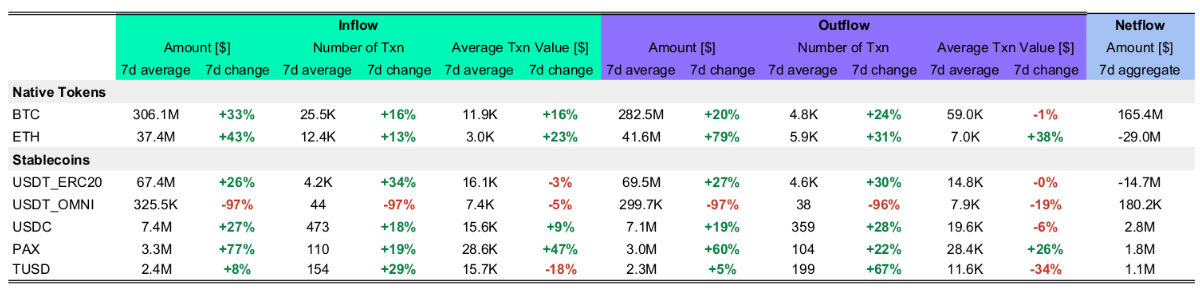 Inflow Outflow Netflow
Amount [$] Number of Txn Average Txn Value [$] Amount [$] Number of Txn Average Txn Value [$] Amount [$]
7d average 7d change 7d average 7d change 7d average 7d change 7d average 7d change 7d average 7d change 7d average 7d change 7d aggregate
Native Tokens
BTC 306.1M +33% 25.5K +16% 11.9K +16% 282.5M +20% 4.8K +24% 59.0K -1% 165.4M
ETH 37.4M +43% 12.4K +13% 3.0K +23% 41.6M +79% 5.9K +31% 7.0K +38% -29.0M
Stablecoins
USDT_ERC20 67.4M +26% 4.2K +34% 16.1K -3% 69.5M +27% 4.6K +30% 14.8K -0% -14.7M
USDT_OMNI 325.5K -97% 44 -97% 7.4K -5% 299.7K -97% 38 -96% 7.9K -19% 180.2K
USDC 7.4M +27% 473 +18% 15.6K +9% 7.1M +19% 359 +28% 19.6K -6% 2.8M
PAX 3.3M +77% 110 +19% 28.6K +47% 3.0M +60% 104 +22% 28.4K +26% 1.8M
TUSD 2.4M +8% 154 +29% 15.7K -18% 2.3M +5% 199 +67% 11.6K -34% 1.1M